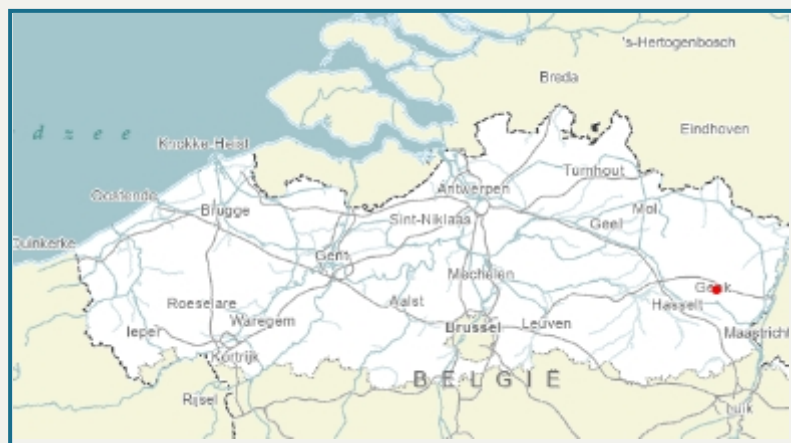 's-Hertogenbosch
Breda
Eindhoven
d z e e
Knokke-Heist
Turnhout
Antwerpen
Oostende
Mol
Brugge
Sint-Niklaas
Geel
Duinkerke
Gent
Mechelen
Genk
Roeselare
Aalst
Hasselt
Ieper
Waregem
Brussel
Leuven
Maastricht
Kortrijk
BELGIË
Rijsel
Luik